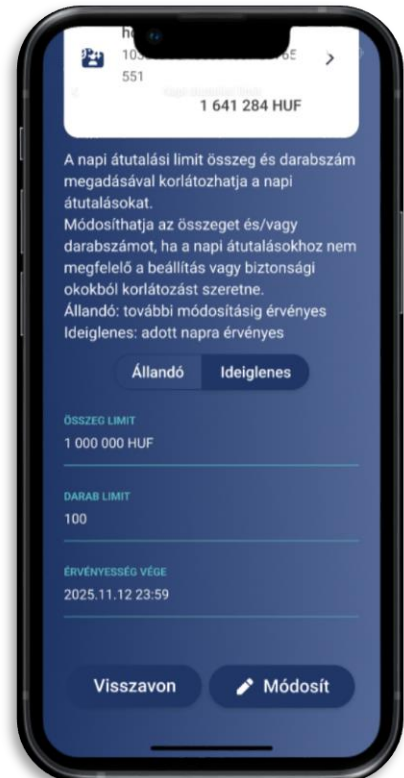 551
1 641 284 HUF
A napi átutalási limit összeg és darabszám
megadásával korlátozhatja a napi
átutalásokat.
Módosíthatja az összeget és/vagy
darabszámot, ha a napi átutalásokhoz nem
megfelelő a beállítás vagy biztonsági
okokból korlátozást szeretne.
Állandó: további módosításig érvényes
Ideiglenes: adott napra érvényes
Állandó Ideiglenes
ÖSSZEG LIMIT
1 000 000 HUF
DARAB LIMIT
100
ÉRVÉNYESSÉG VÉGE
2025.11.12 23:59
Visszavon Módosít